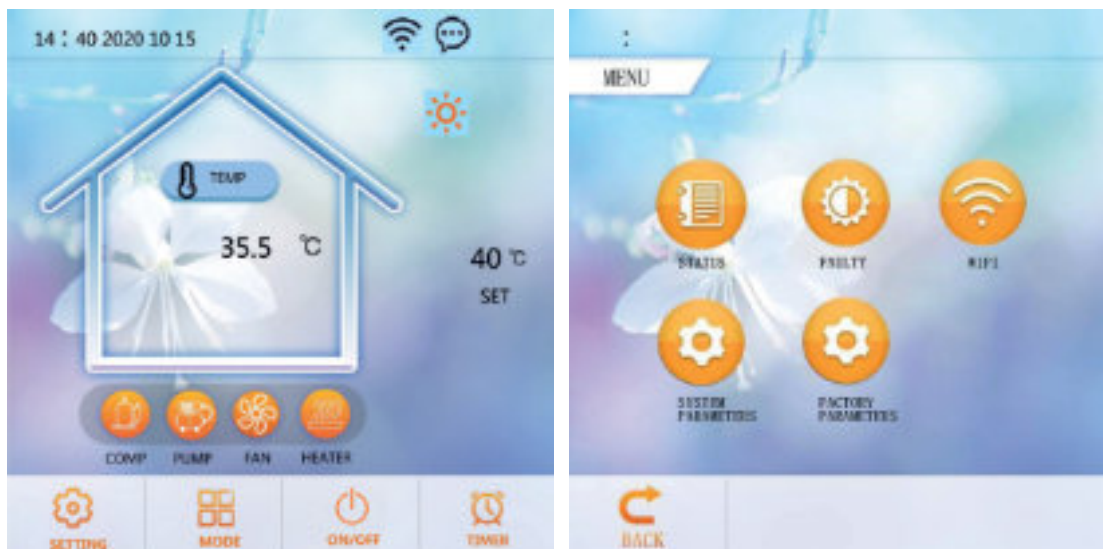 14 : 40 2020 10 15
TEMP
35.5 ℃
40 ℃
SET
COMP PUMP FAN HEATER
SETTING MODE ON/OFF TIMER
:
MENU
STATUS FAULTY WIFI
SYSTEM PARAMETERS
FACTORY PARAMETERS
BACK